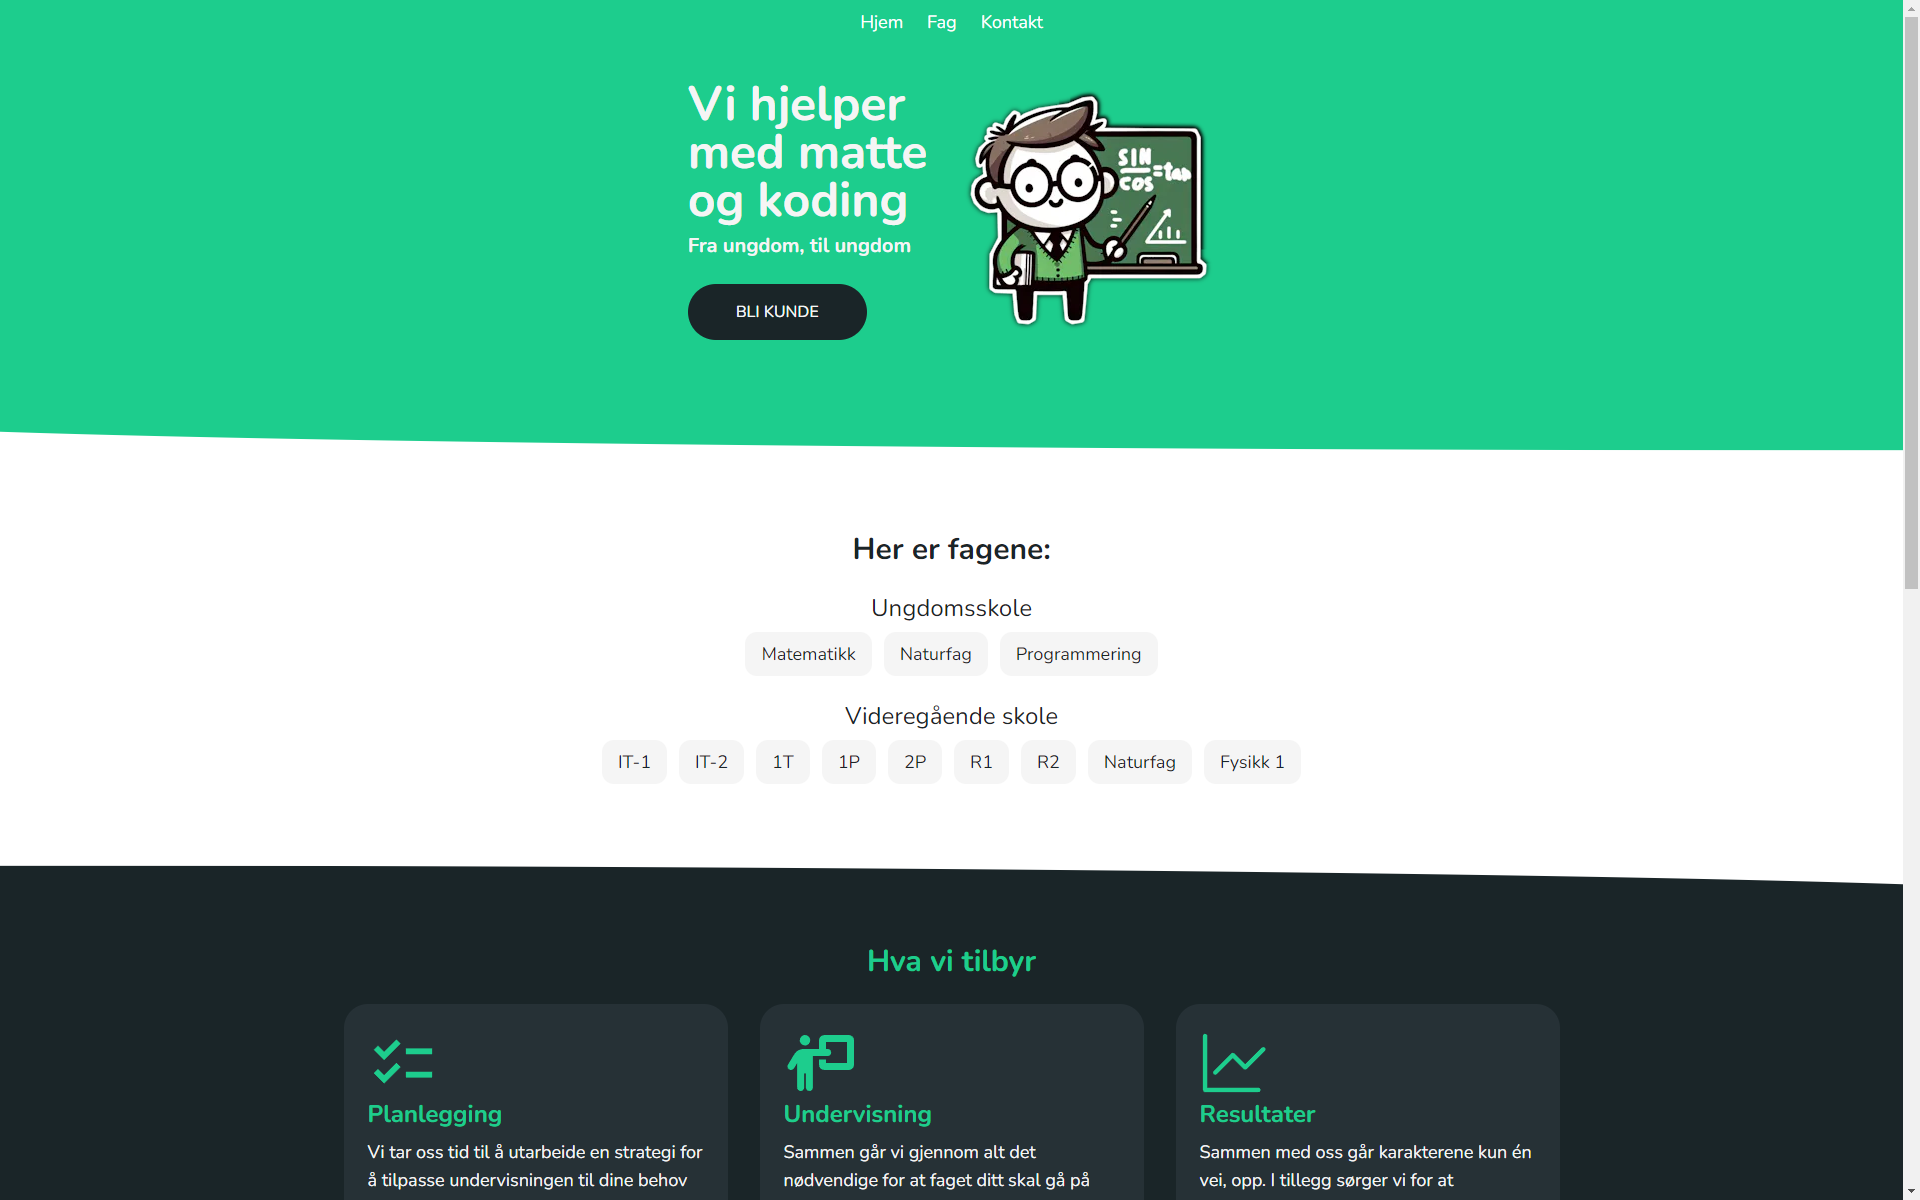 Hjem Fag Kontakt
Vi hjelper
med matte
og koding
Fra ungdom, til ungdom
BLI KUNDE
SIN
COS =tan
Her er fagene:
Ungdomsskole
Matematikk Naturfag Programmering
Videregående skole
IT-1 IT-2 1T 1P 2P R1 R2 Naturfag Fysikk 1
Hva vi tilbyr
Planlegging
Vi tar oss tid til å utarbeide en strategi for
å tilpasse undervisningen til dine behov
Undervisning
Sammen går vi gjennom alt det
nødvendige for at faget ditt skal gå på
Resultater
Sammen med oss går karakterene kun én
vei, opp. I tillegg sørger vi for at